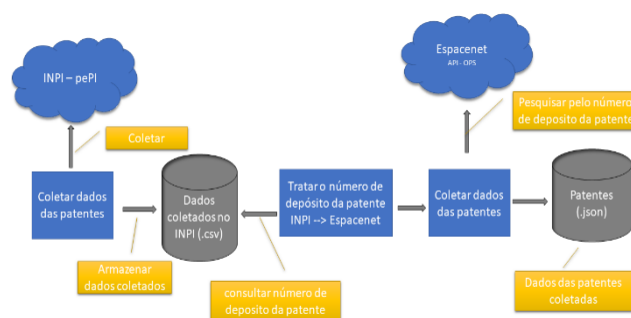 INPI – pePI
Espacenet
API - OPS
Coletar
Pesquisar pelo número
de deposito da patente
Coletar dados
das patentes
Dados
coletados no
INPI (.csv)
Tratar o número de
depósito da patente
INPI --> Espacenet
Coletar dados
das patentes
Patentes
(.json)
Armazenar
dados coletados
consultar número de
deposito da patente
Dados das patentes
coletadas